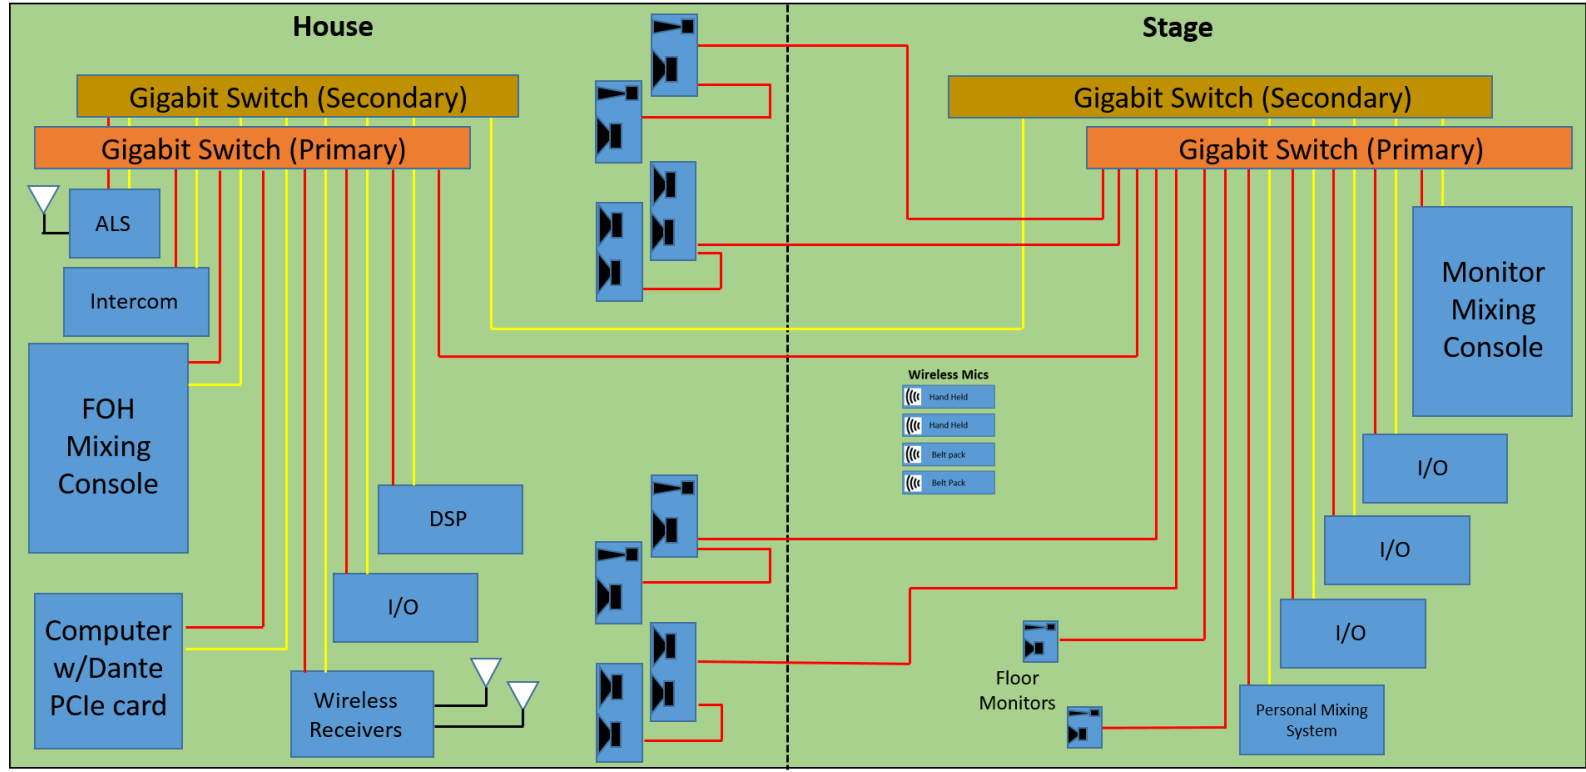 House
Stage
Gigabit Switch (Secondary)
Gigabit Switch (Secondary)
Gigabit Switch (Primary)
Gigabit Switch (Primary)
ALS
Intercom
FOH
Mixing
Console
Computer
w/Dante
PCIe card
DSP
I/O
Wireless
Receivers
Wireless Mics
Hand Held
Hand Held
Belt pack
Belt Pack
Floor
Monitors
Monitor
Mixing
Console
I/O
I/O
I/O
Personal Mixing
System